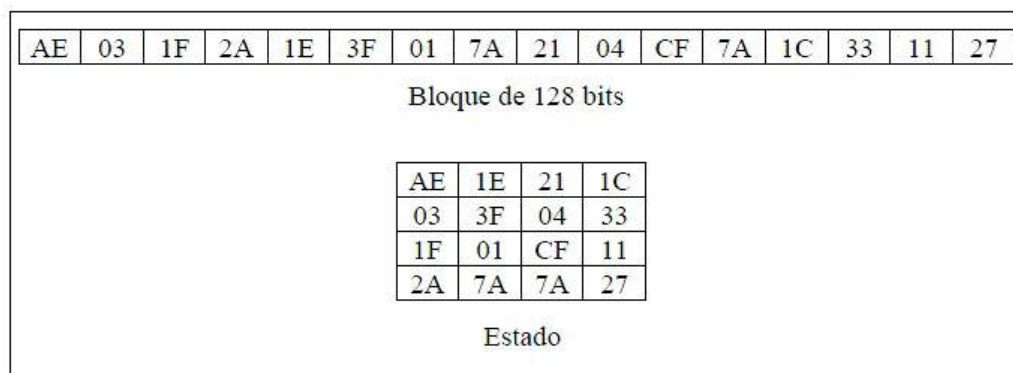 AE 03 1F 2A 1E 3F 01 7A 21 04 CF 7A 1C 33 11 27
Bloque de 128 bits
AE 1E 21 1C
03 3F 04 33
1F 01 CF 11
2A 7A 7A 27
Estado